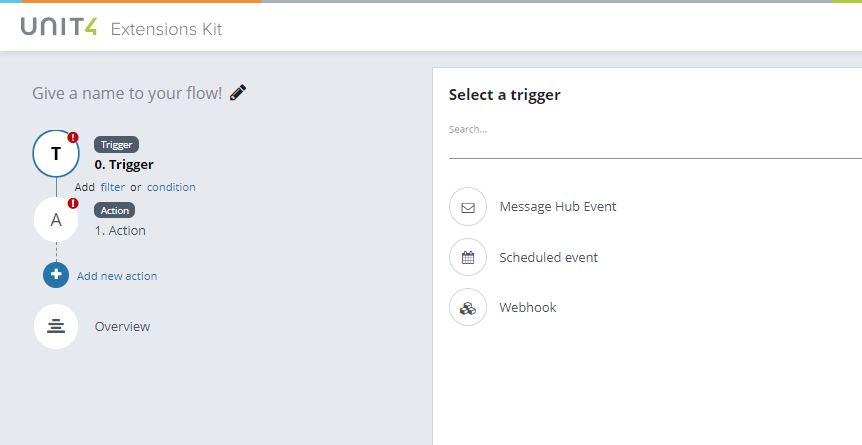 UNIT4 Extensions Kit
Give a name to your flow!
T
Trigger
0. Trigger
Add filter or condition
A
Action
1. Action
Add new action
Overview
Select a trigger
Search...
Message Hub Event
Scheduled event
Webhook